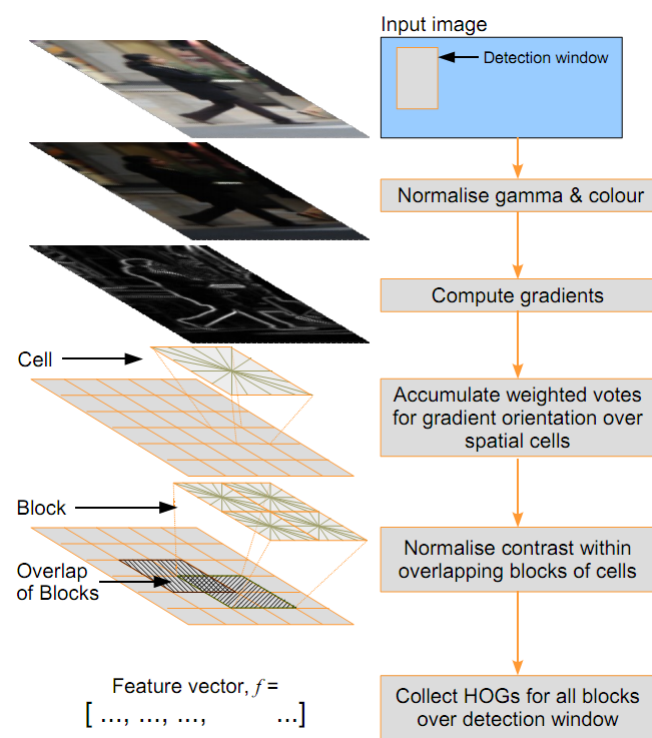 Input image
Detection window
Normalise gamma & colour
Compute gradients
Cell
Accumulate weighted votes
for gradient orientation over
spatial cells
Block
Overlap
of Blocks
Normalise contrast within
overlapping blocks of cells
Feature vector, f =
[ ..., ..., ..., ...]
Collect HOGs for all blocks
over detection window